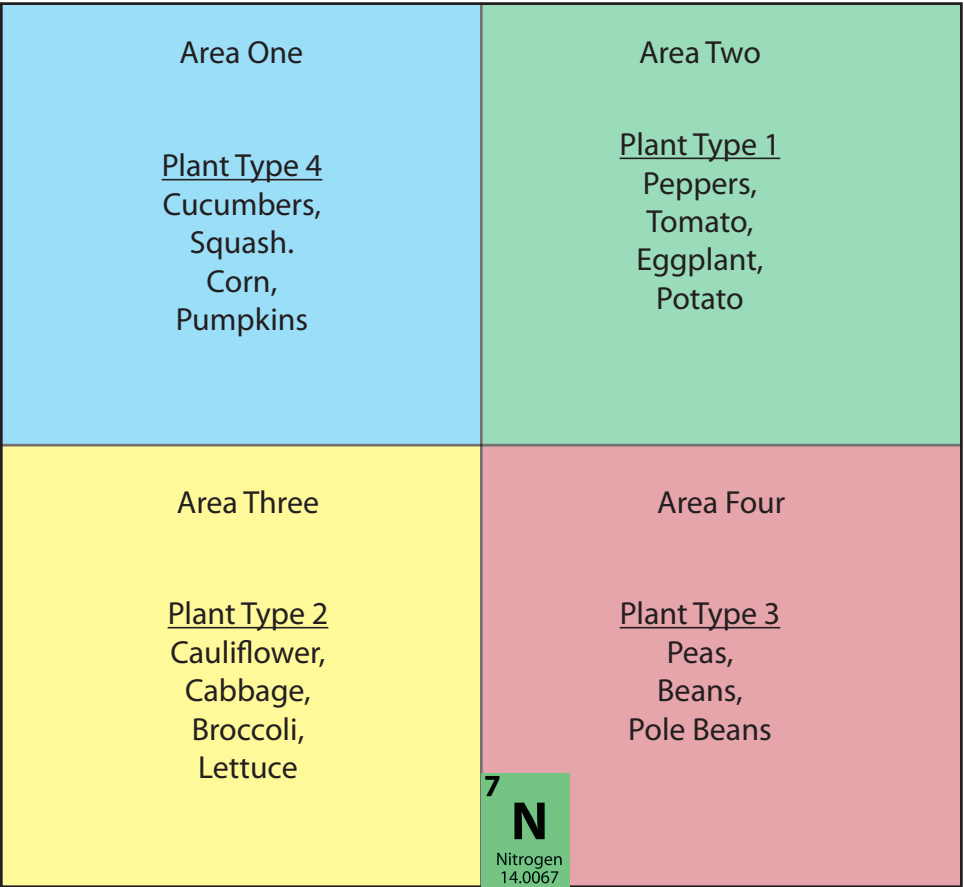 Area One
Plant Type 4
Cucumbers,
Squash.
Corn,
Pumpkins
Area Two
Plant Type 1
Peppers,
Tomato,
Eggplant,
Potato
Area Three
Plant Type 2
Cauliflower,
Cabbage,
Broccoli,
Lettuce
Area Four
Plant Type 3
Peas,
Beans,
Pole Beans
7
N
Nitrogen
14.0067